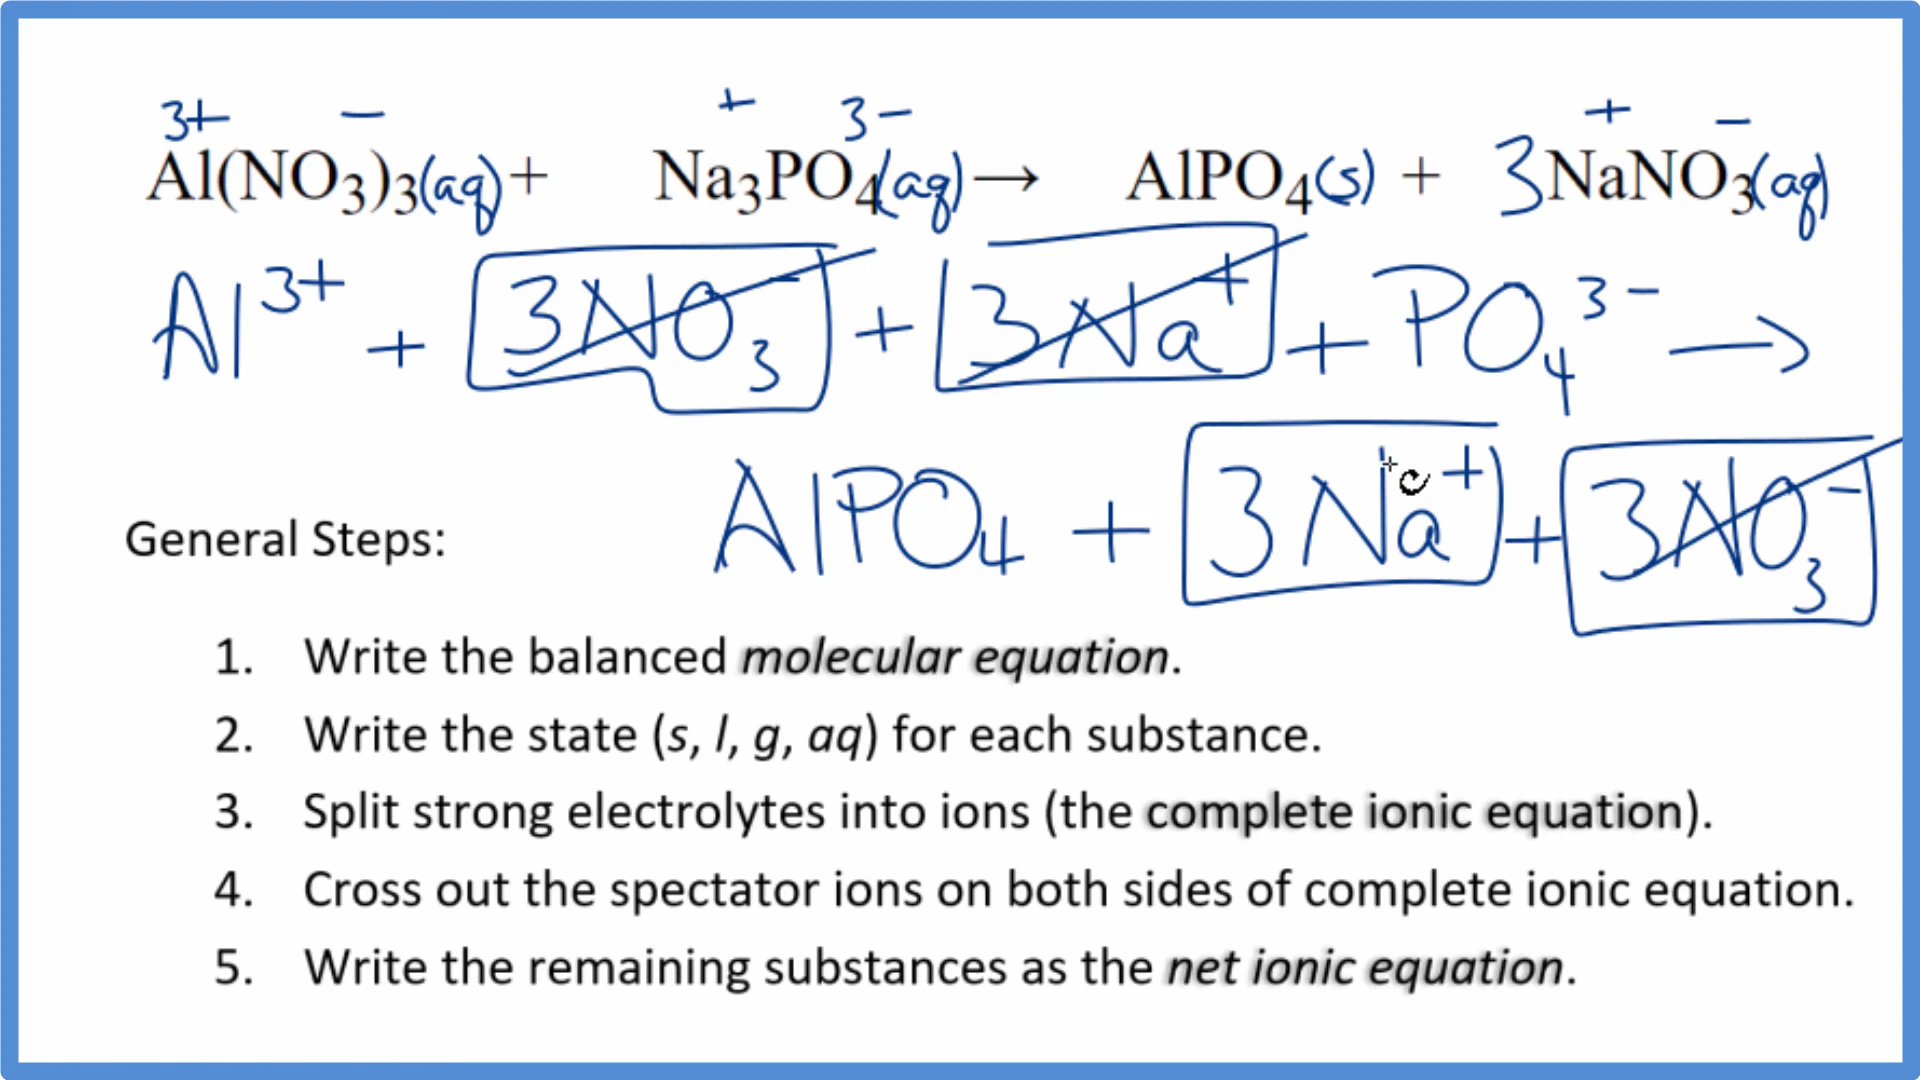 3+ − + 3− + −
Al(NO₃)₃(aq) + Na₃PO₄(aq) → AlPO₄(s) + 3NaNO₃(aq)
Al³⁺ + 3NO₃⁻ + 3Na⁺ + PO₄³⁻ →
AlPO₄ + 3Na⁺ + 3NO₃⁻
General Steps:
1. Write the balanced molecular equation.
2. Write the state (s, l, g, aq) for each substance.
3. Split strong electrolytes into ions (the complete ionic equation).
4. Cross out the spectator ions on both sides of complete ionic equation.
5. Write the remaining substances as the net ionic equation.